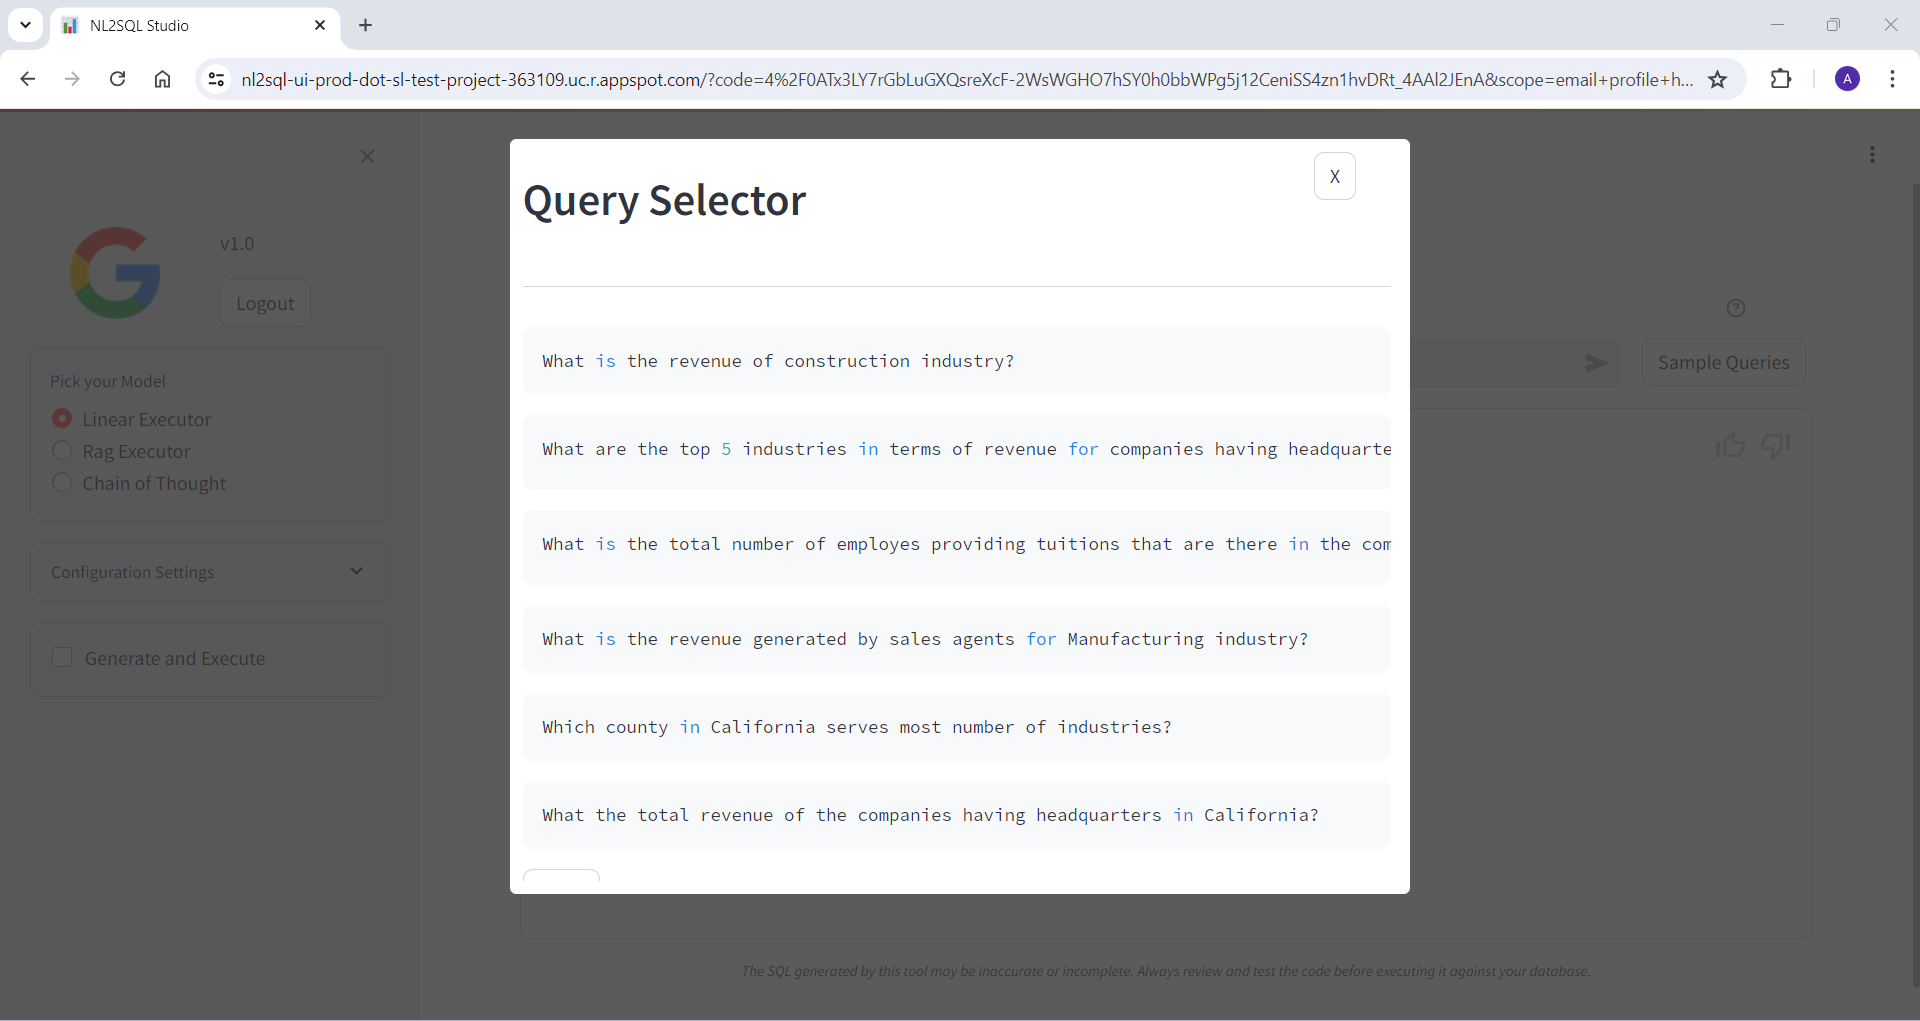 NL2SQL Studio
nl2sql-ui-prod-dot-sl-test-project-363109.uc.r.appspot.com/?code=4%2F0ATx3LY7rGbLuGXQsreXcF-2WsWGHO7hSY0h0bbWPg5j12CeniSS4zn1hvDRt_4AAl2JEnA&scope=email+profile+h...
A
v1.0
Logout
Pick your Model
Linear Executor
Rag Executor
Chain of Thought
Configuration Settings
Generate and Execute
Query Selector
X
What is the revenue of construction industry?
What are the top 5 industries in terms of revenue for companies having headquarte
What is the total number of employes providing tuitions that are there in the com
What is the revenue generated by sales agents for Manufacturing industry?
Which county in California serves most number of industries?
What the total revenue of the companies having headquarters in California?
Sample Queries
The SQL generated by this tool may be inaccurate or incomplete. Always review and test the code before executing it against your database.